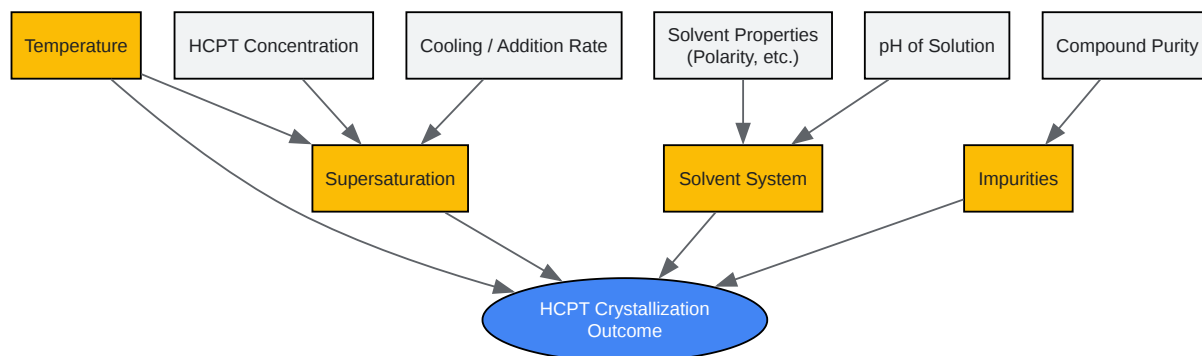 Temperature
HCPT Concentration
Cooling / Addition Rate
Solvent Properties
(Polarity, etc.)
pH of Solution
Compound Purity
Supersaturation
Solvent System
Impurities
HCPT Crystallization
Outcome